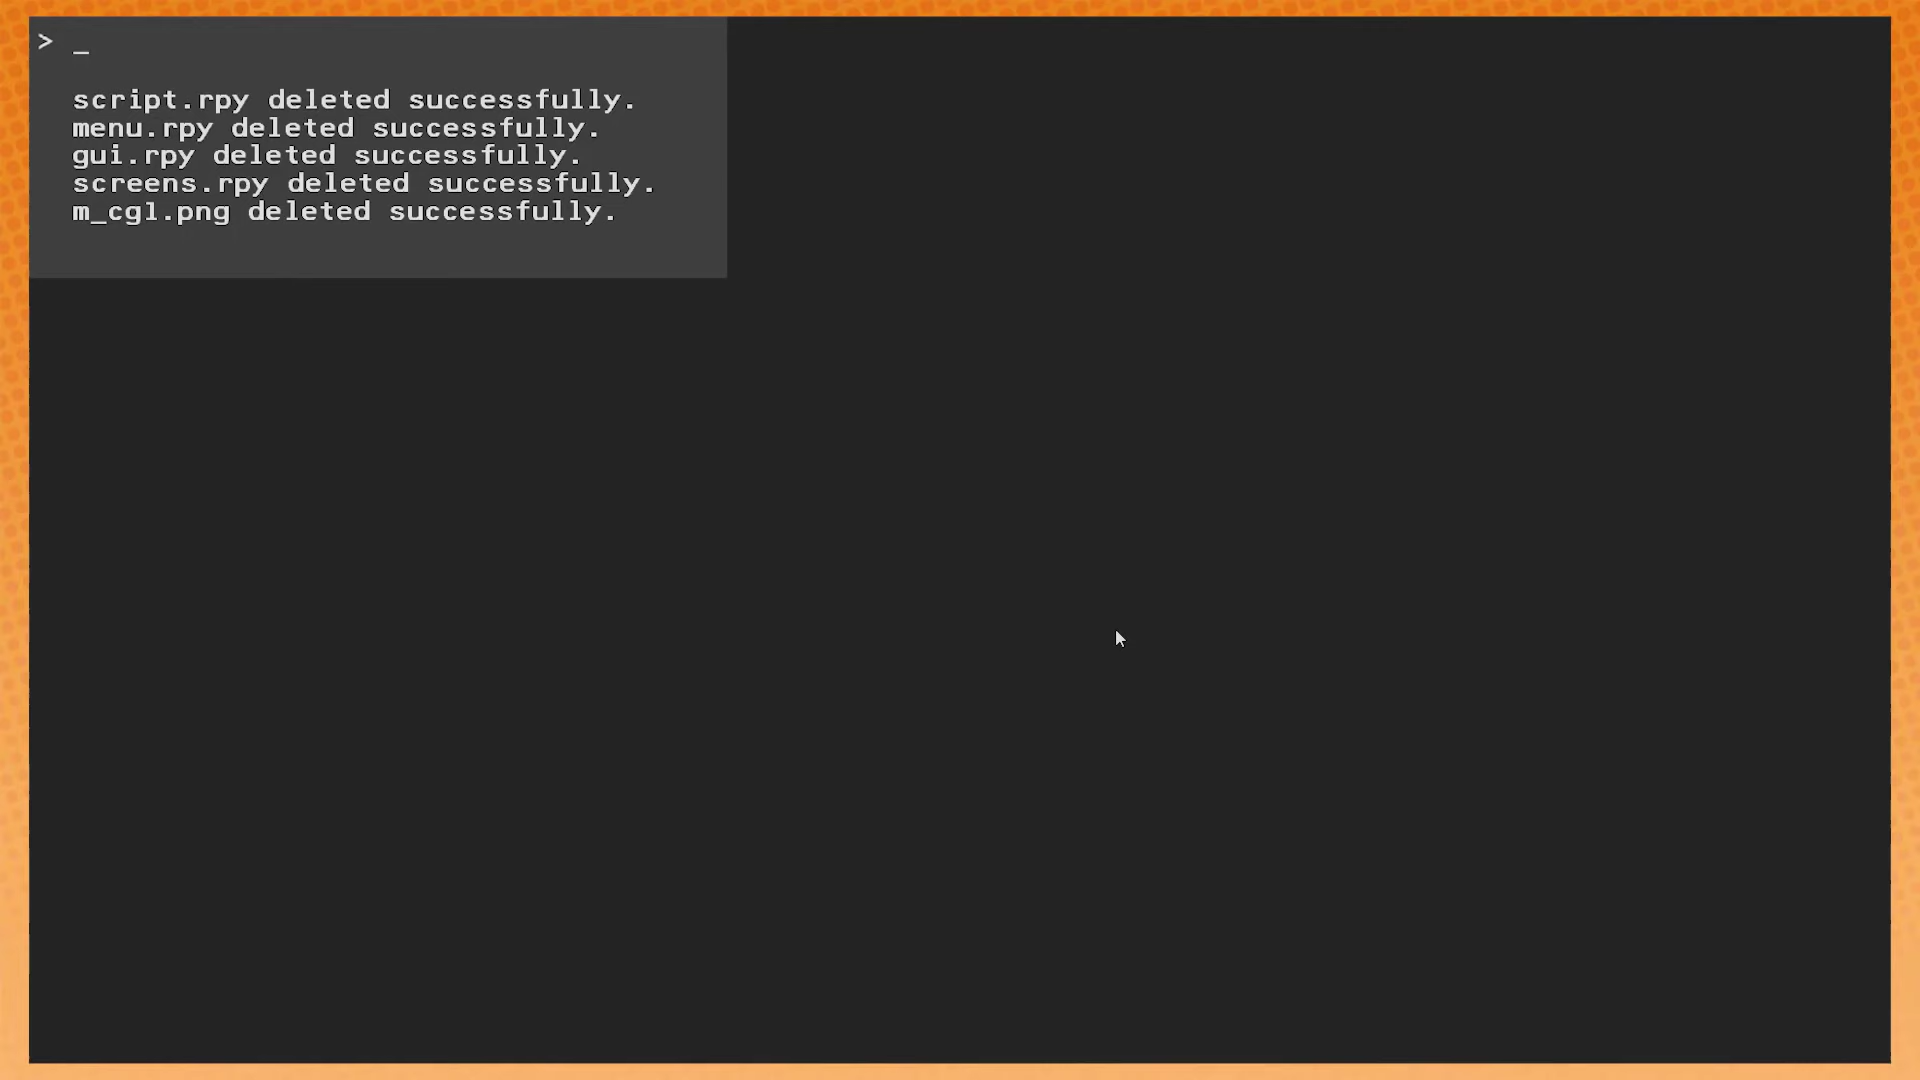 > _
script.rpy deleted successfully.
menu.rpy deleted successfully.
gui.rpy deleted successfully.
screens.rpy deleted successfully.
m_cg1.png deleted successfully.